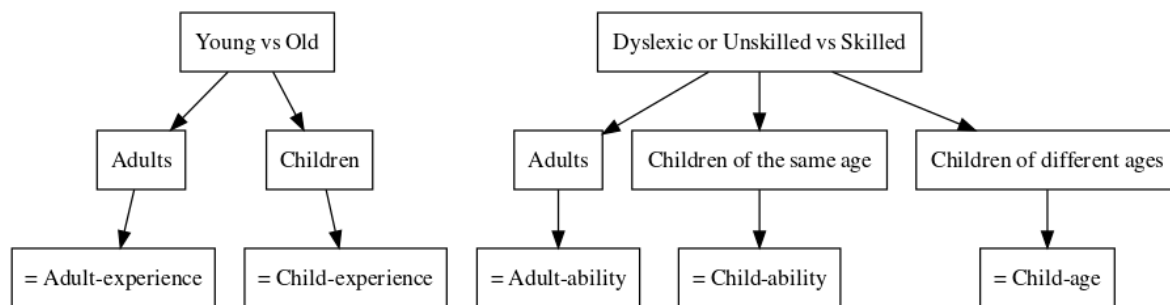 Young vs Old
Dyslexic or Unskilled vs Skilled
Adults
Children
Adults
Children of the same age
Children of different ages
= Adult-experience
= Child-experience
= Adult-ability
= Child-ability
= Child-age